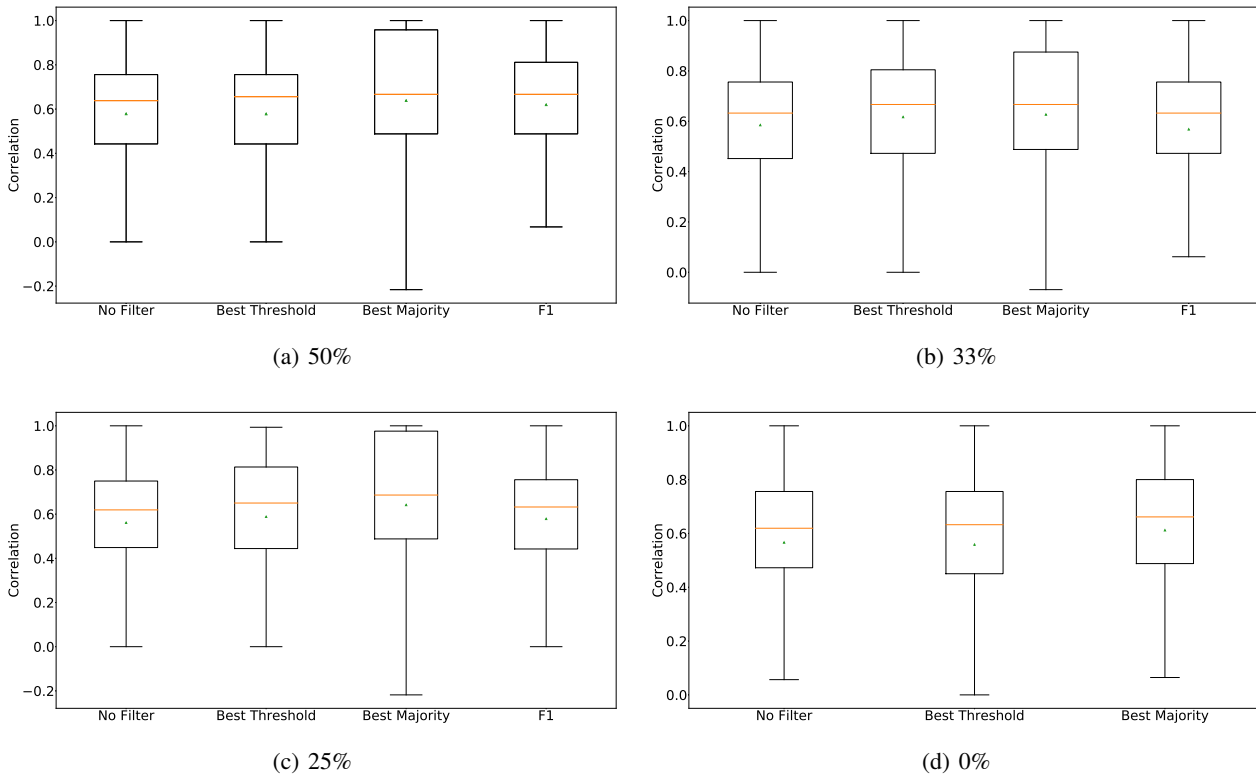 1.0
0.8
0.6
0.4
0.2
0.0
−0.2
Correlation
No Filter Best Threshold Best Majority F1
(a) 50%
1.0
0.8
0.6
0.4
0.2
0.0
Correlation
No Filter Best Threshold Best Majority F1
(b) 33%
1.0
0.8
0.6
0.4
0.2
0.0
−0.2
Correlation
No Filter Best Threshold Best Majority F1
(c) 25%
1.0
0.8
0.6
0.4
0.2
0.0
Correlation
No Filter Best Threshold Best Majority
(d) 0%